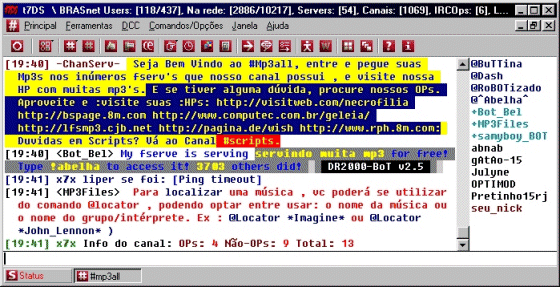 t7DS - BRASnet Users: [118/437], Na rede: [2886/10217], Servers: [54], Canais: [1069], IRCOps: [6], L...
Principal Ferramentas DCC Comandos/Opções Janela Ajuda
[19:40] -ChanServ- Seja Bem Vindo ao #Mp3all, entre e pegue suas
Mp3s nos inúmeros fserv's que nosso canal possui , e visite nossa
HP com muitas mp3's. E se tiver alguma dúvida, procure nossos OPs.
Aproveite e :visite suas :HPs: http://visitweb.com/necrofilia
http://bspage.8m.com http://www.computec.com.br/geleia/
http://lfsmp3.cjb.net http://pagina.de/wish http://www.rph.8m.com:
Duvidas em Scripts? Vá ao Canal #scripts.
[19:40] <Bot_Bel> My fserve is serving servindo muita mp3 for free!
Type !abelha to access it! 3703 others did! DR2000-BoT v2.5
[19:41] x7x liper se foi: [Ping timeout]
[19:41] <MP3Files> Para localizar uma música , vc poderá se utilizar
do comando @locator , podendo optar entre usar: o nome da música ou
o nome do grupo/intérprete. Ex : @Locator *Imagine* ou @Locator
*John_Lennon* )
[19:41] x7x Info do canal: OPs: 4 Não-OPs: 9 Total: 13
@BuTTina
@Dash
@RoBOTizado
@^Abelha^
+Bot_Bel
+MP3Files
+samyboy_BOT
abnab
gAtAo-15
Julyne
OPTIMOD
Pretinho15rj
seu_nick
Status #mp3all